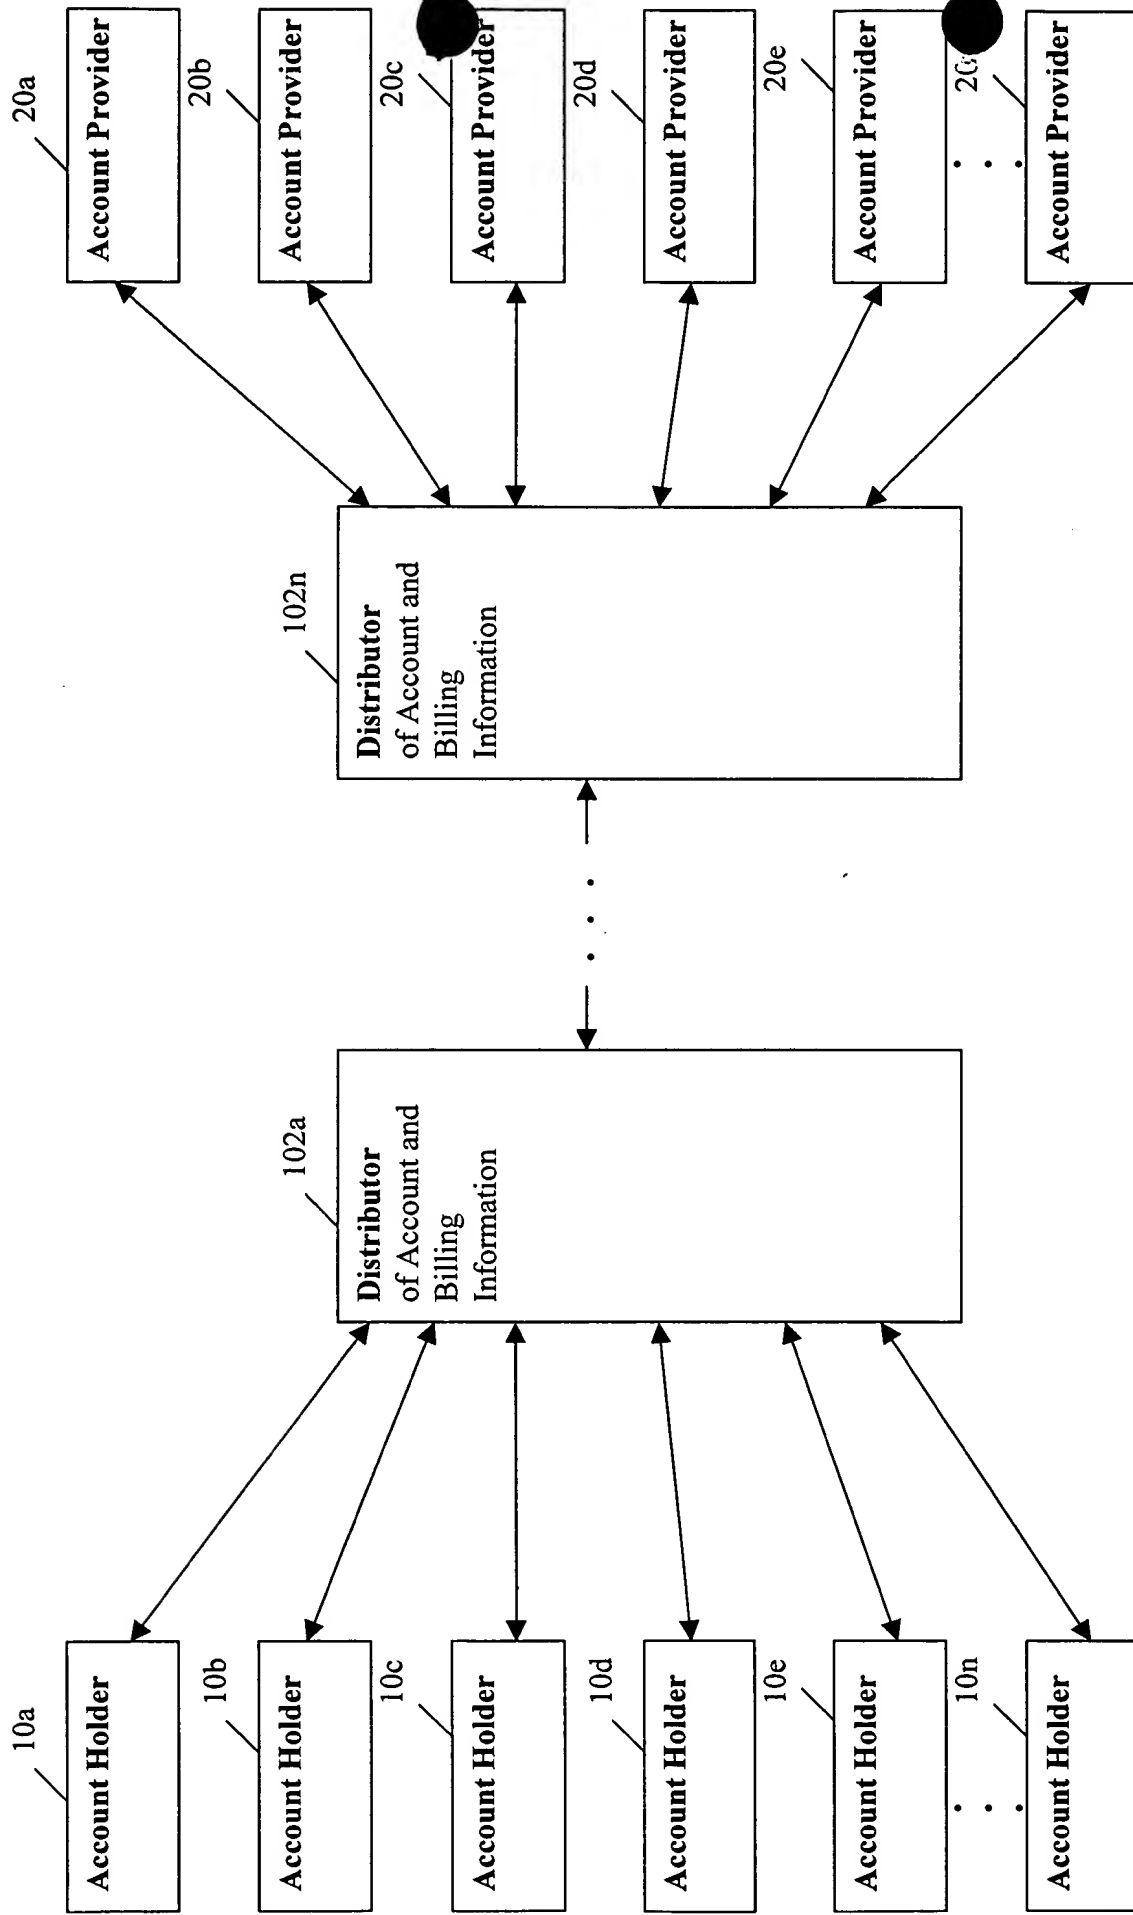 10a
Account Holder
10b
Account Holder
10c
Account Holder
10d
Account Holder
10e
Account Holder
10n
Account Holder
102a
Distributor
of Account and
Billing
Information
102n
Distributor
of Account and
Billing
Information
20a
Account Provider
20b
Account Provider
20c
Account Provider
20d
Account Provider
20e
Account Provider
Account Provider